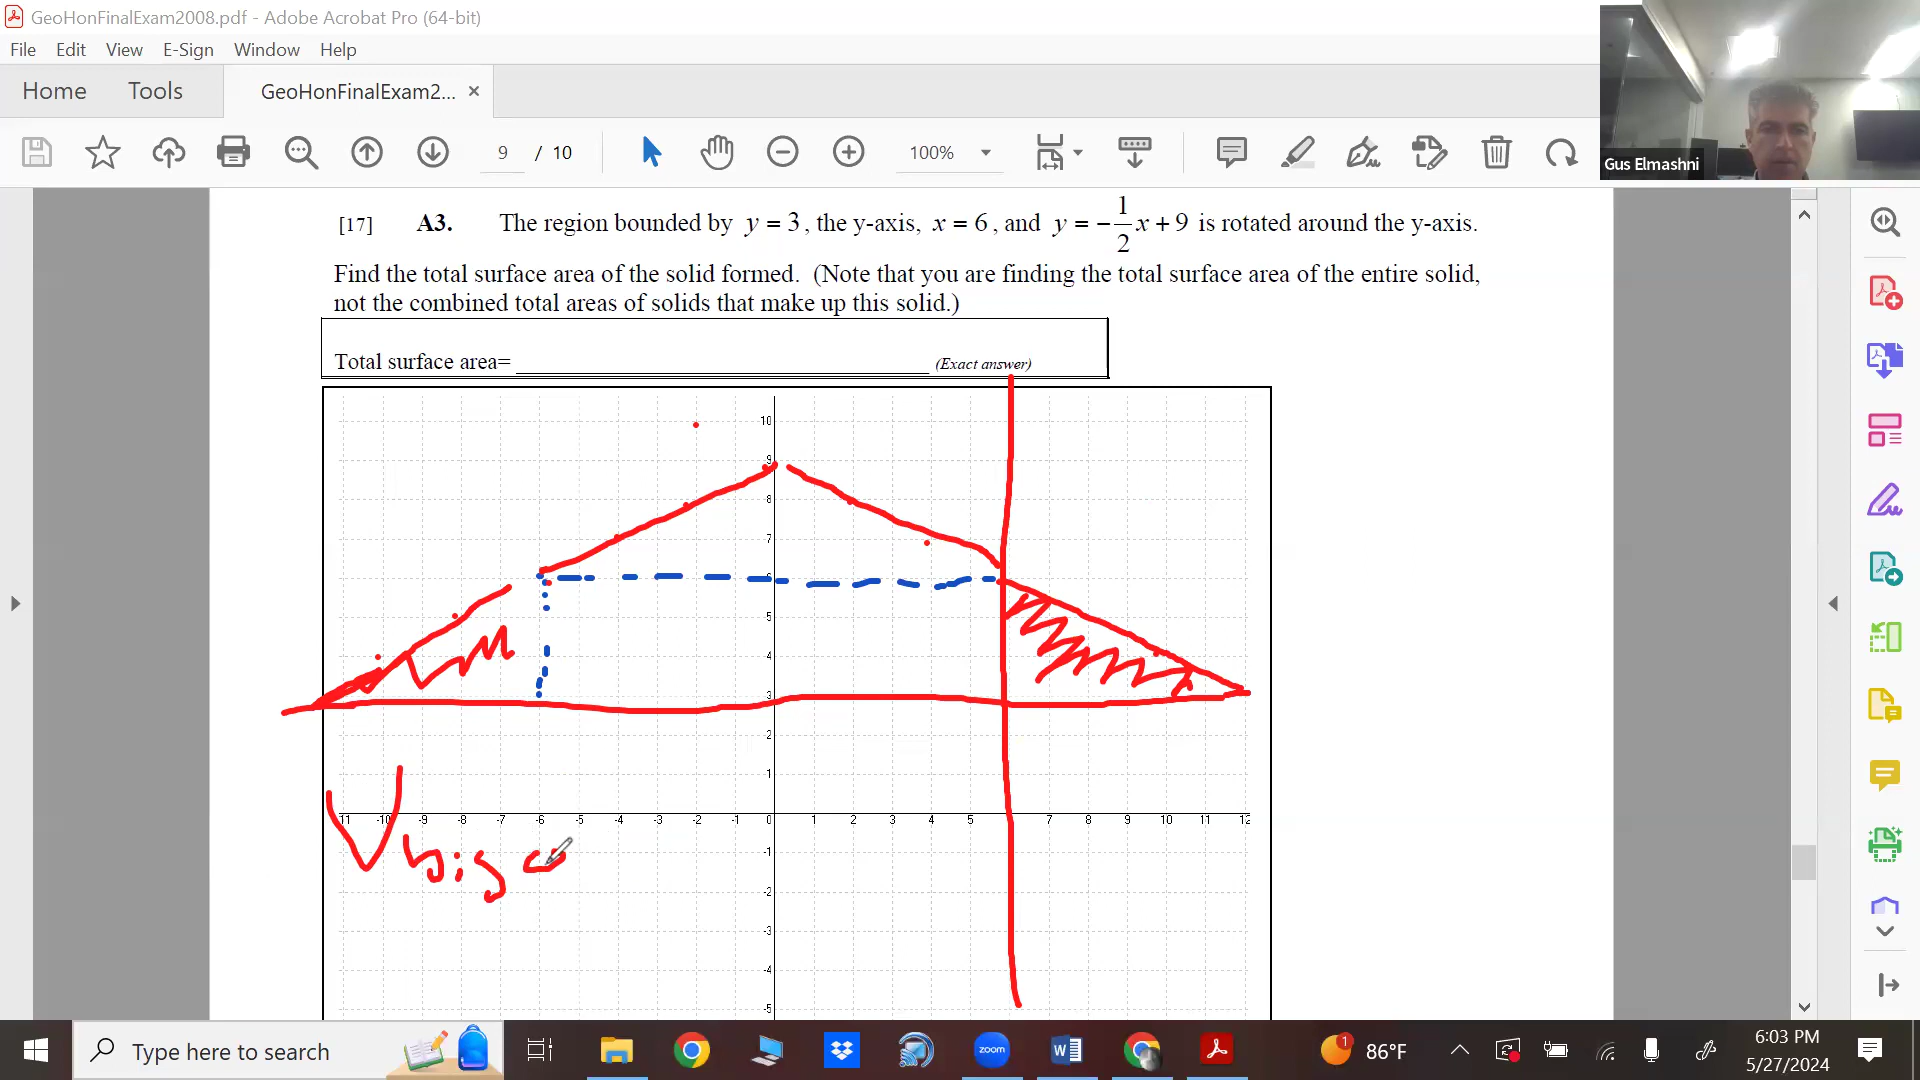 GeoHonFinalExam2008.pdf - Adobe Acrobat Pro (64-bit)
File Edit View E-Sign Window Help
Home Tools GeoHonFinalExam2... ×
9 / 10 100%
Gus Elmashni
[17] A3. The region bounded by y = 3, the y-axis, x = 6, and y = -1/2 x + 9 is rotated around the y-axis.
Find the total surface area of the solid formed. (Note that you are finding the total surface area of the entire solid,
not the combined total areas of solids that make up this solid.)
Total surface area= ____ (Exact answer)
10
9
8
7
6
5
4
3
2
1
11 -10 -9 -8 -7 -6 -5 -4 -3 -2 -1 0 1 2 3 4 5 7 8 9 10 11 12
-1
-2
-3
-4
-5
V big
Type here to search
zoom
1
86°F
6:03 PM
5/27/2024